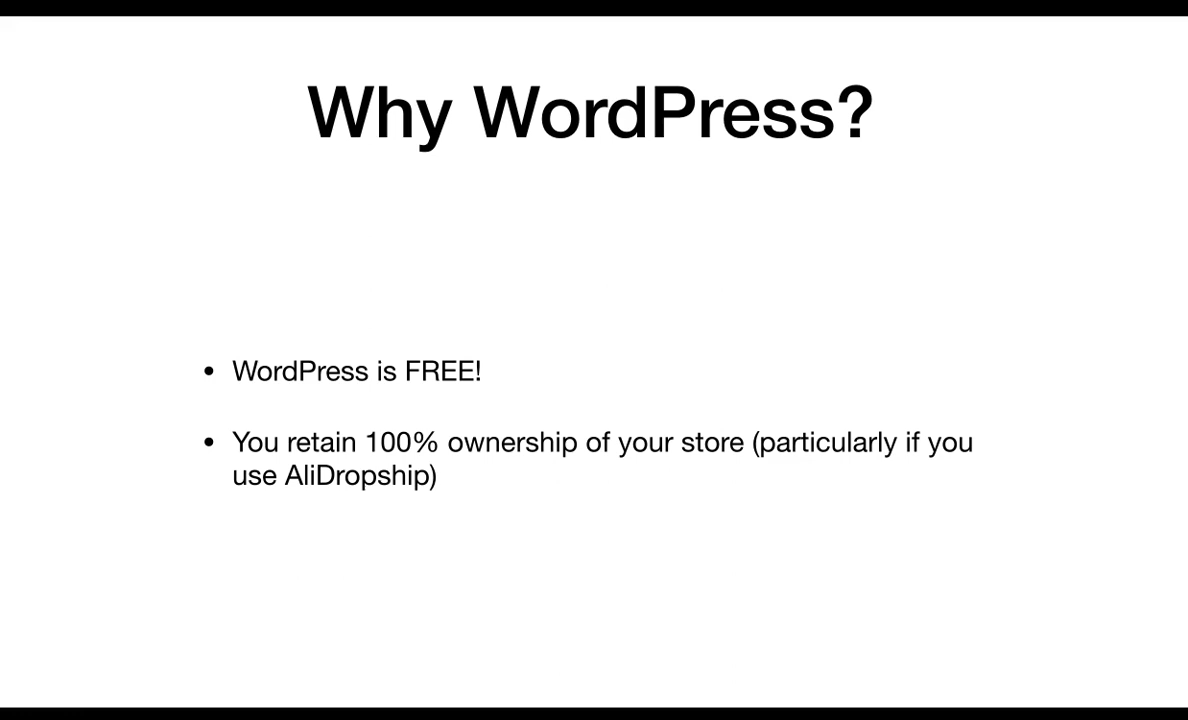 Why WordPress?
• WordPress is FREE!
• You retain 100% ownership of your store (particularly if you
use AliDropship)